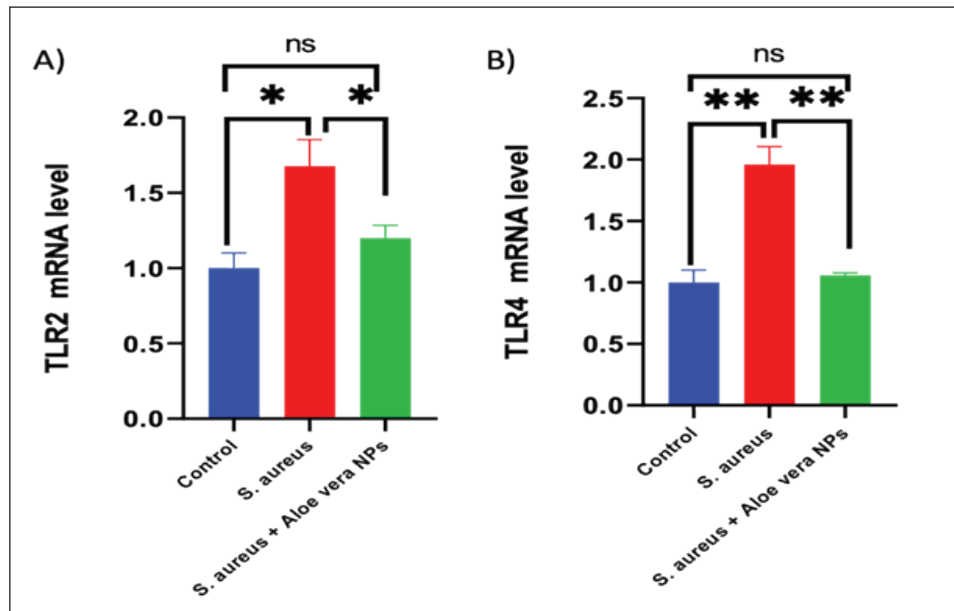 A)
ns
*
*
TLR2 mRNA level
2.0
1.5
1.0
0.5
0.0
Control
S. aureus
S. aureus + Aloe vera NPs
B)
ns
**
**
TLR4 mRNA level
2.5
2.0
1.5
1.0
0.5
0.0
Control
S. aureus
S. aureus + Aloe vera NPs